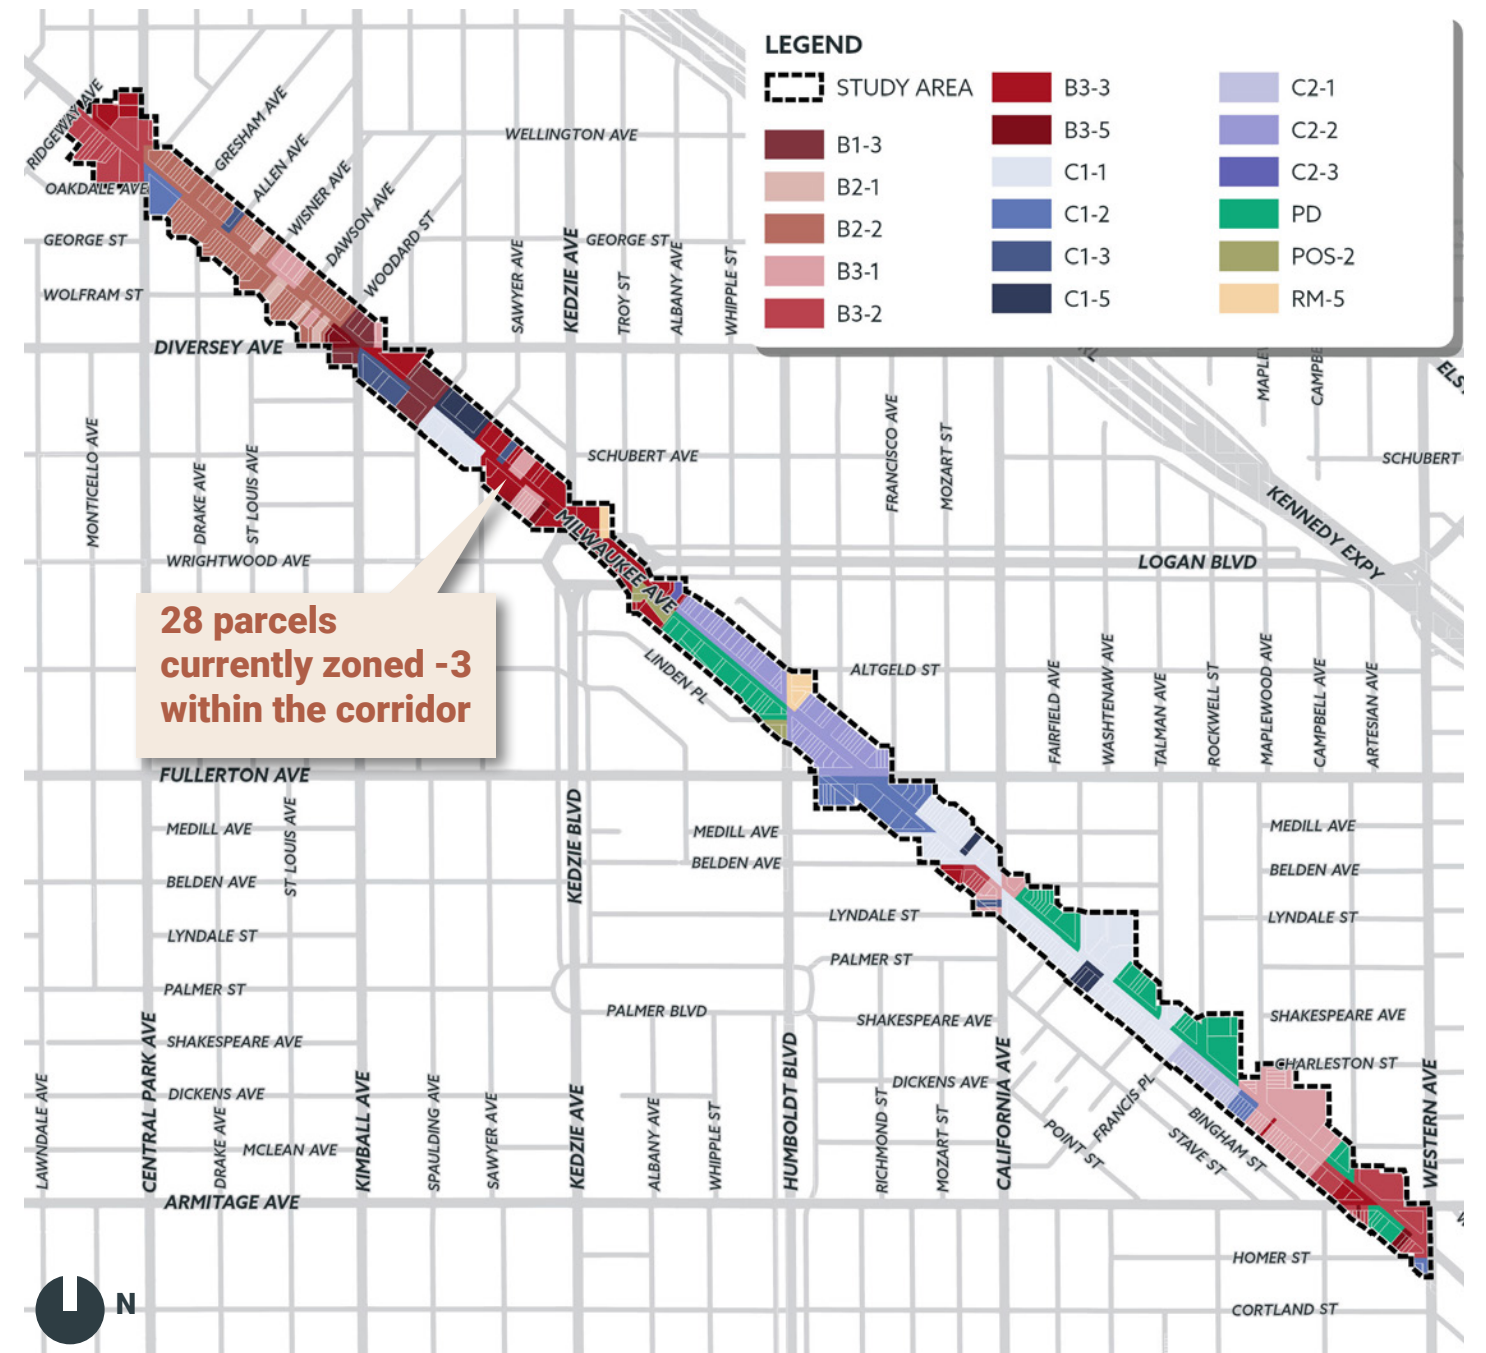 LEGEND
STUDY AREA
B1-3
B2-1
B2-2
B3-1
B3-2
B3-3
B3-5
C1-1
C1-2
C1-3
C1-5
C2-1
C2-2
C2-3
PD
POS-2
RM-5
RIDGEWAY AVE
GRESHAM AVE
WELLINGTON AVE
ALLEN AVE
WISNER AVE
OAKDALE AVE
DAWSON AVE
WOODARD ST
GEORGE ST
GEORGE ST
SAWYER AVE
KEDZIE AVE
TROY ST
ALBANY AVE
WHIPPLE ST
WOLFRAM ST
DIVERSEY AVE
MAPLE
CAMPBE
ELS
MONTICELLO AVE
DRAKE AVE
ST LOUIS AVE
SCHUBERT AVE
FRANCISCO AVE
MOZART ST
SCHUBERT
KENNEDY EXPY
MILWAUKEE AVE
WRIGHTWOOD AVE
LOGAN BLVD
28 parcels
currently zoned -3
within the corridor
LINDEN PL
ALTGELD ST
FAIRFIELD AVE
WASHTENAW AVE
TALMAN AVE
ROCKWELL ST
MAPLEWOOD AVE
CAMPBELL AVE
ARTESIAN AVE
FULLERTON AVE
MEDILL AVE
ST LOUIS AVE
KEDZIE BLVD
MEDILL AVE
MEDILL AVE
BELDEN AVE
BELDEN AVE
BELDEN AVE
LYNDALE ST
LYNDALE ST
LYNDALE ST
PALMER ST
PALMER ST
PALMER BLVD
SHAKESPEARE AVE
SHAKESPEARE AVE
SHAKESPEARE AVE
CHARLESTON ST
DICKENS AVE
DICKENS AVE
LAWNDALE AVE
CENTRAL PARK AVE
DRAKE AVE
MCLEAN AVE
KIMBALL AVE
SPAULDING AVE
SAWYER AVE
KEDZIE AVE
ALBANY AVE
WHIPPLE ST
HUMBOLDT BLVD
RICHMOND ST
MOZART ST
CALIFORNIA AVE
POINT ST
FRANCIS PL
STAVE ST
BINGHAM ST
WESTERN AVE
ARMITAGE AVE
HOMER ST
CORTLAND ST
N